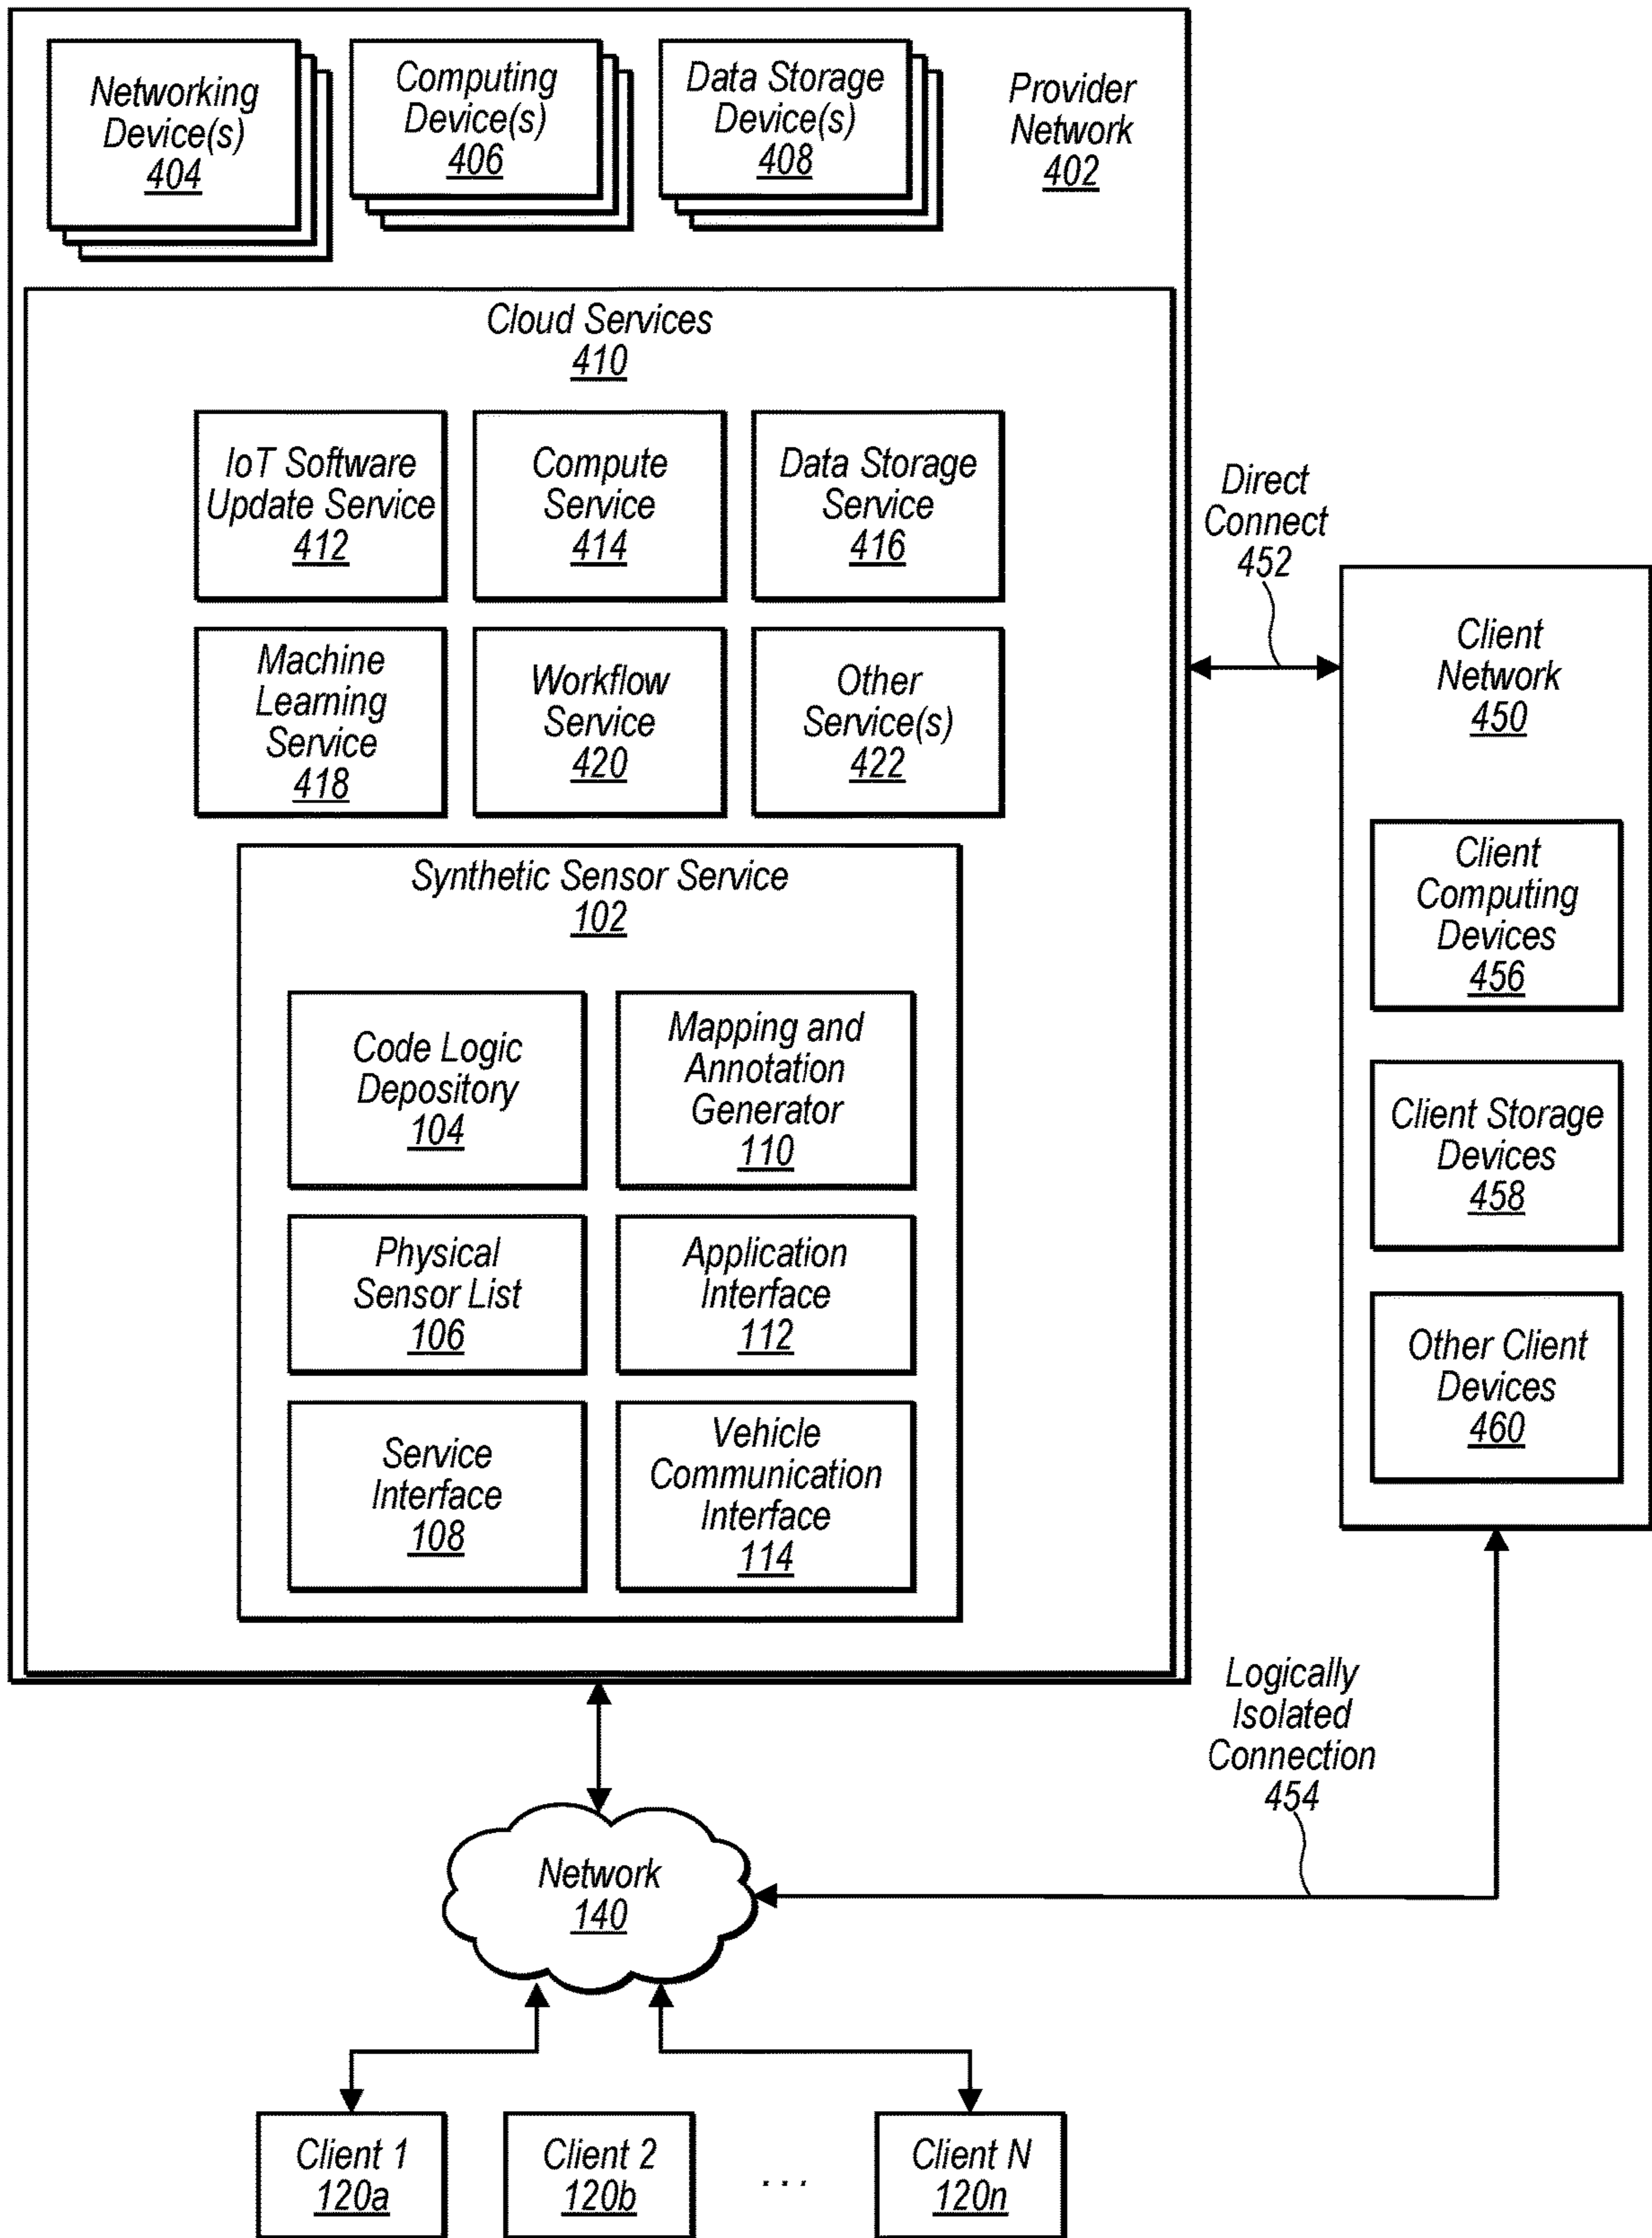 Networking
Device(s)
404
Computing
Device(s)
406
Data Storage
Device(s)
408
Provider
Network
402
Cloud Services
410
IoT Software
Update Service
412
Compute
Service
414
Data Storage
Service
416
Machine
Learning
Service
418
Workflow
Service
420
Other
Service(s)
422
Synthetic Sensor Service
102
Code Logic
Depository
104
Mapping and
Annotation
Generator
110
Physical
Sensor List
106
Application
Interface
112
Service
Interface
108
Vehicle
Communication
Interface
114
Direct
Connect
452
Client
Network
450
Client
Computing
Devices
456
Client Storage
Devices
458
Other Client
Devices
460
Logically
Isolated
Connection
454
Network
140
Client 1
120a
Client 2
120b
. . .
Client N
120n